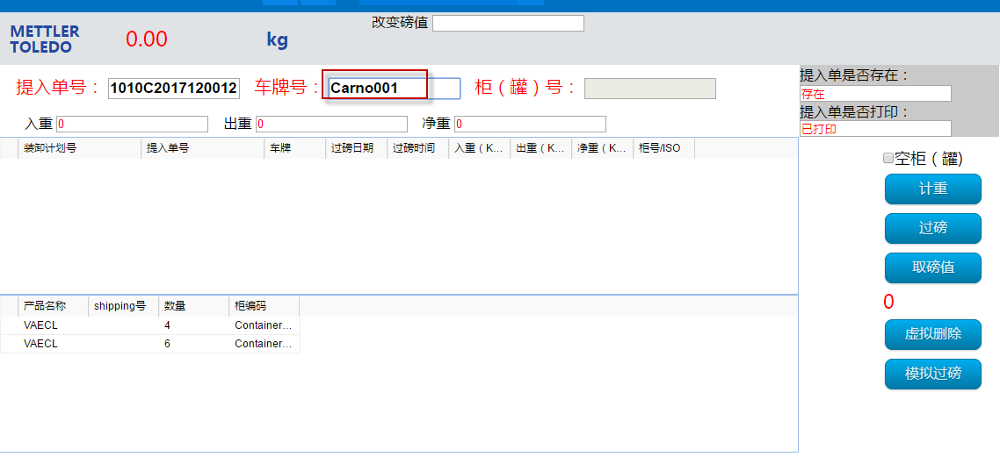 METTLER TOLEDO
0.00
kg
改变磅值
提入单号：
1010C2017120012
车牌号：
Carno001
柜（罐）号：
提入单是否存在：
存在
提入单是否打印：
已打印
入重 0
出重 0
净重 0
装卸计划号 提入单号 车牌 过磅日期 过磅时间 入重（K... 出重（K... 净重（K... 柜号/ISO
空柜（罐)
计重
过磅
取磅值
0
虚拟删除
模拟过磅
产品名称 shipping号 数量 柜编码
VAECL 4 Container...
VAECL 6 Container...